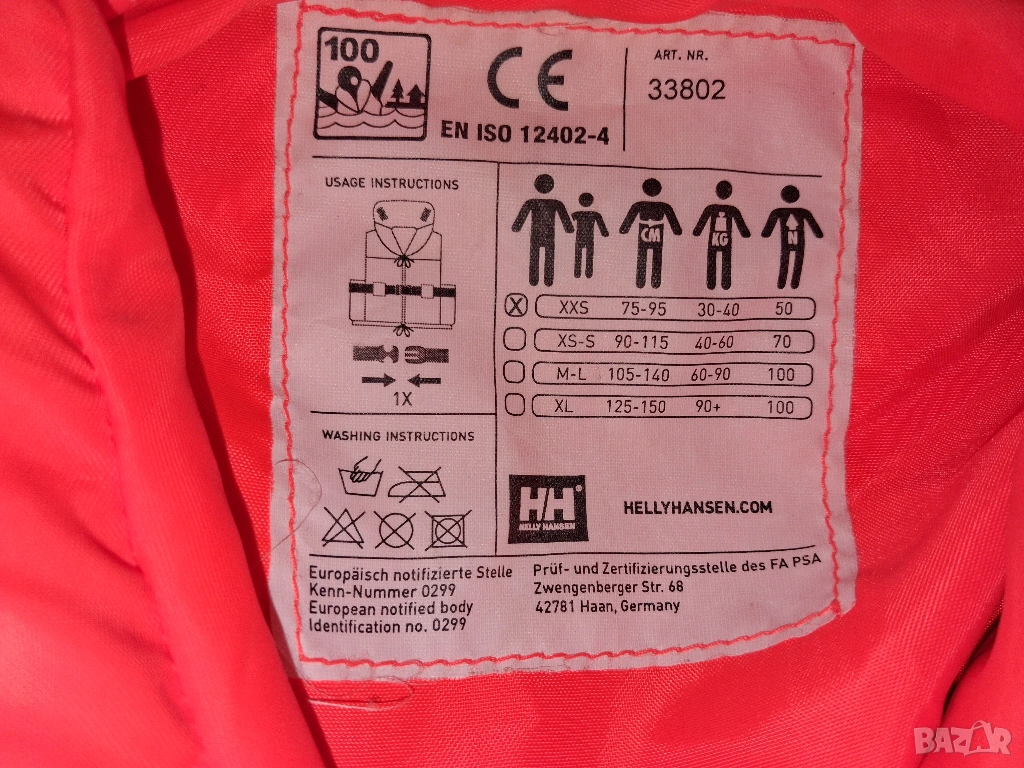 100
CE
ART. NR.
33802
EN ISO 12402-4
USAGE INSTRUCTIONS
1X
CM
KG
N
X XXS 75-95 30-40 50
XS-S 90-115 40-60 70
M-L 105-140 60-90 100
XL 125-150 90+ 100
WASHING INSTRUCTIONS
HH
HELLY HANSEN
HELLYHANSEN.COM
Europäisch notifizierte Stelle
Kenn-Nummer 0299
European notified body
Identification no. 0299
Prüf- und Zertifizierungsstelle des FA PSA
Zwengenberger Str. 68
42781 Haan, Germany
BAZAR